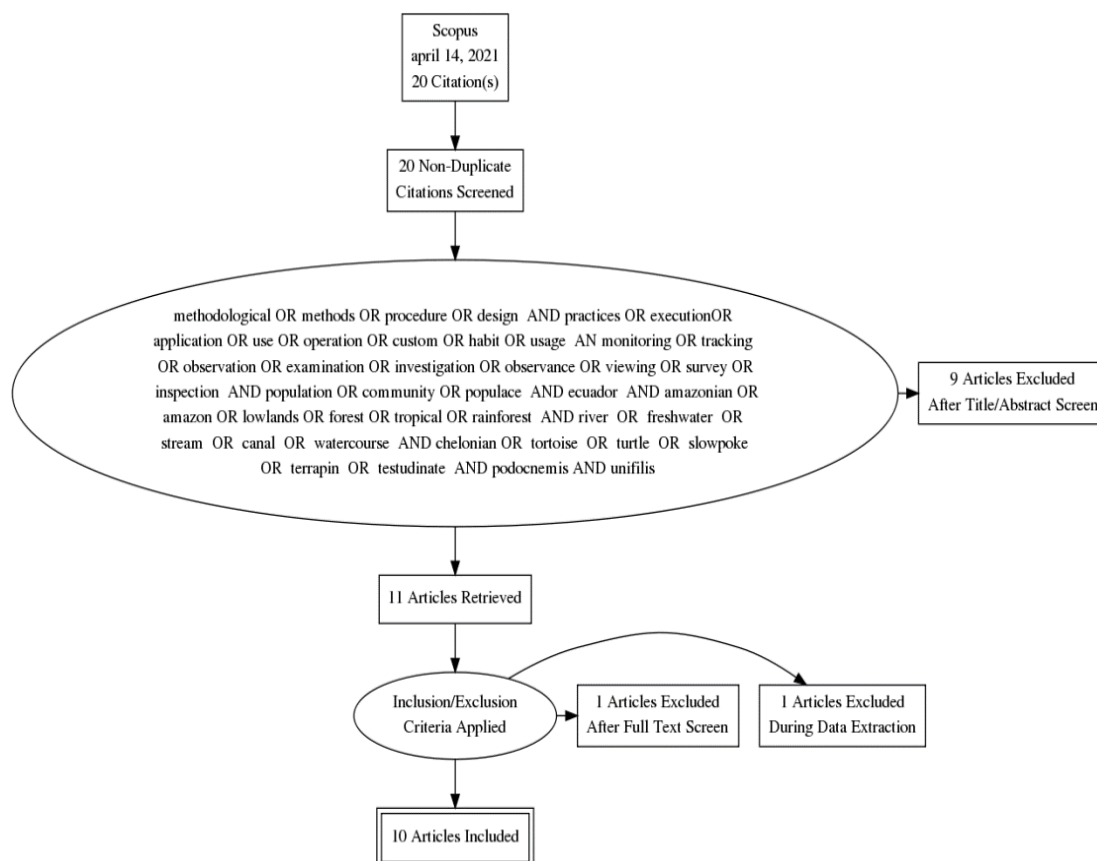 Scopus
april 14, 2021
20 Citation(s)
20 Non-Duplicate
Citations Screened
methodological OR methods OR procedure OR design AND practices OR executionOR
application OR use OR operation OR custom OR habit OR usage AN monitoring OR tracking
OR observation OR examination OR investigation OR observance OR viewing OR survey OR
inspection AND population OR community OR populace AND ecuador AND amazonian OR
amazon OR lowlands OR forest OR tropical OR rainforest AND river OR freshwater OR
stream OR canal OR watercourse AND chelonian OR tortoise OR turtle OR slowpoke
OR terrapin OR testudinate AND podocnemis AND unifilis
9 Articles Excluded
After Title/Abstract Screen
11 Articles Retrieved
Inclusion/Exclusion
Criteria Applied
1 Articles Excluded
After Full Text Screen
1 Articles Excluded
During Data Extraction
10 Articles Included